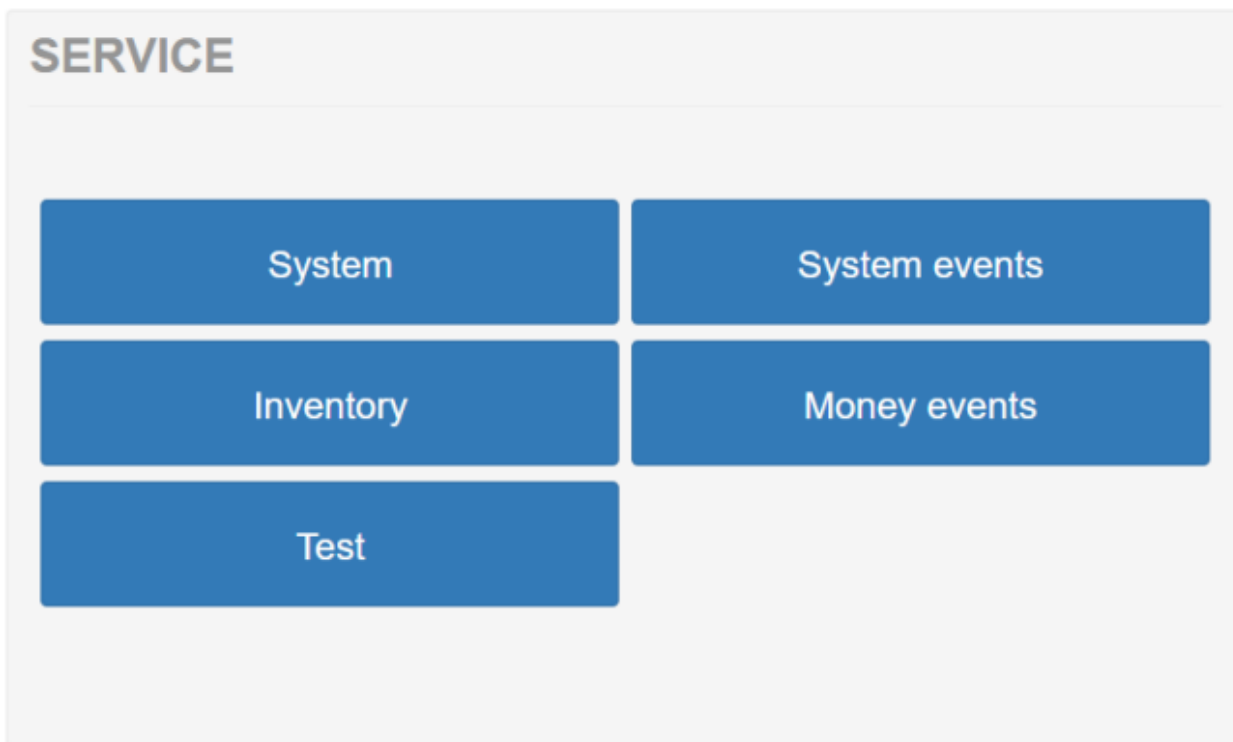 SERVICE
System
System events
Inventory
Money events
Test